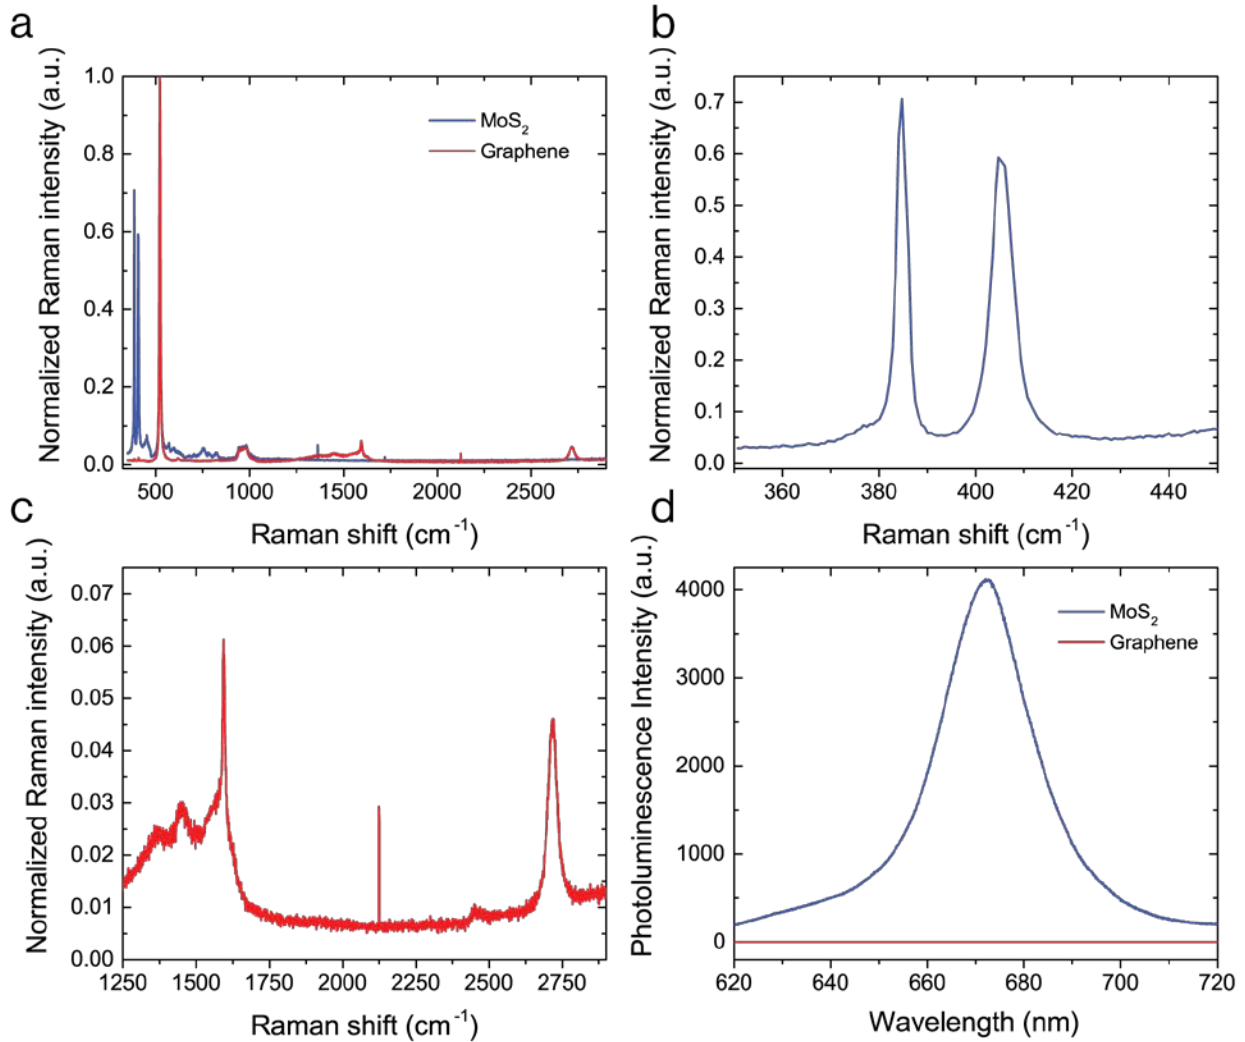 a
Normalized Raman intensity (a.u.)
1.0
0.8
0.6
0.4
0.2
0.0
MoS₂
Graphene
500 1000 1500 2000 2500
Raman shift (cm⁻¹)
b
Normalized Raman intensity (a.u.)
0.7
0.6
0.5
0.4
0.3
0.2
0.1
0.0
360 380 400 420 440
Raman shift (cm⁻¹)
c
Normalized Raman intensity (a.u.)
0.07
0.06
0.05
0.04
0.03
0.02
0.01
0.00
1250 1500 1750 2000 2250 2500 2750
Raman shift (cm⁻¹)
d
Photoluminescence Intensity (a.u.)
4000
3000
2000
1000
0
MoS₂
Graphene
620 640 660 680 700 720
Wavelength (nm)